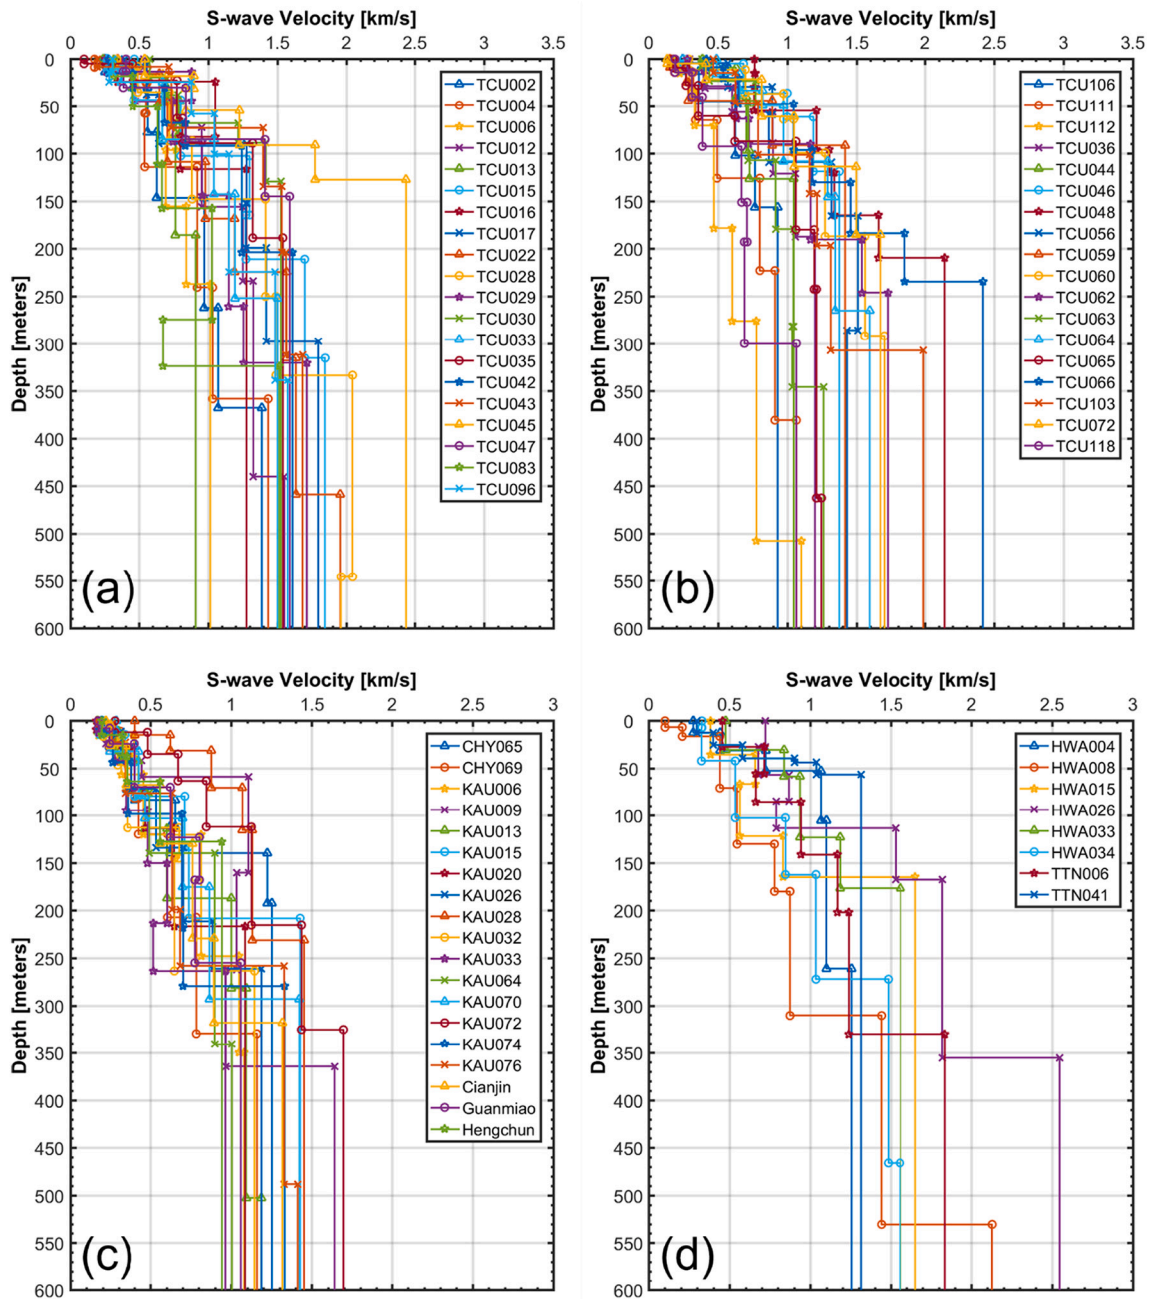 S-wave Velocity [km/s]
0 0.5 1 1.5 2 2.5 3 3.5
0
50
100
150
200
250
300
350
400
450
500
550
600
Depth [meters]
TCU002
TCU004
TCU006
TCU012
TCU013
TCU015
TCU016
TCU017
TCU022
TCU028
TCU029
TCU030
TCU033
TCU035
TCU042
TCU043
TCU045
TCU047
TCU083
TCU096
(a)
S-wave Velocity [km/s]
0 0.5 1 1.5 2 2.5 3 3.5
0
50
100
150
200
250
300
350
400
450
500
550
600
Depth [meters]
TCU106
TCU111
TCU112
TCU036
TCU044
TCU046
TCU048
TCU056
TCU059
TCU060
TCU062
TCU063
TCU064
TCU065
TCU066
TCU103
TCU072
TCU118
(b)
S-wave Velocity [km/s]
0 0.5 1 1.5 2 2.5 3
0
50
100
150
200
250
300
350
400
450
500
550
600
Depth [meters]
CHY065
CHY069
KAU006
KAU009
KAU013
KAU015
KAU020
KAU026
KAU028
KAU032
KAU033
KAU064
KAU070
KAU072
KAU074
KAU076
Cianjin
Guanmiao
Hengchun
(c)
S-wave Velocity [km/s]
0 0.5 1 1.5 2 2.5 3
0
50
100
150
200
250
300
350
400
450
500
550
600
Depth [meters]
HWA004
HWA008
HWA015
HWA026
HWA033
HWA034
TTN006
TTN041
(d)